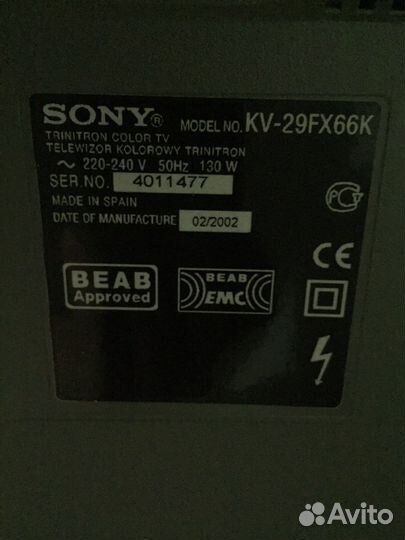 SONY® MODEL NO. KV-29FX66K
TRINITRON COLOR TV
TELEWIZOR KOLOROWY TRINITRON
~ 220-240 V 50Hz 130 W
SER.NO. 4011477
MADE IN SPAIN
DATE OF MANUFACTURE 02/2002
PCT
CE
BEAB
Approved
BEAB
EMC
Avito